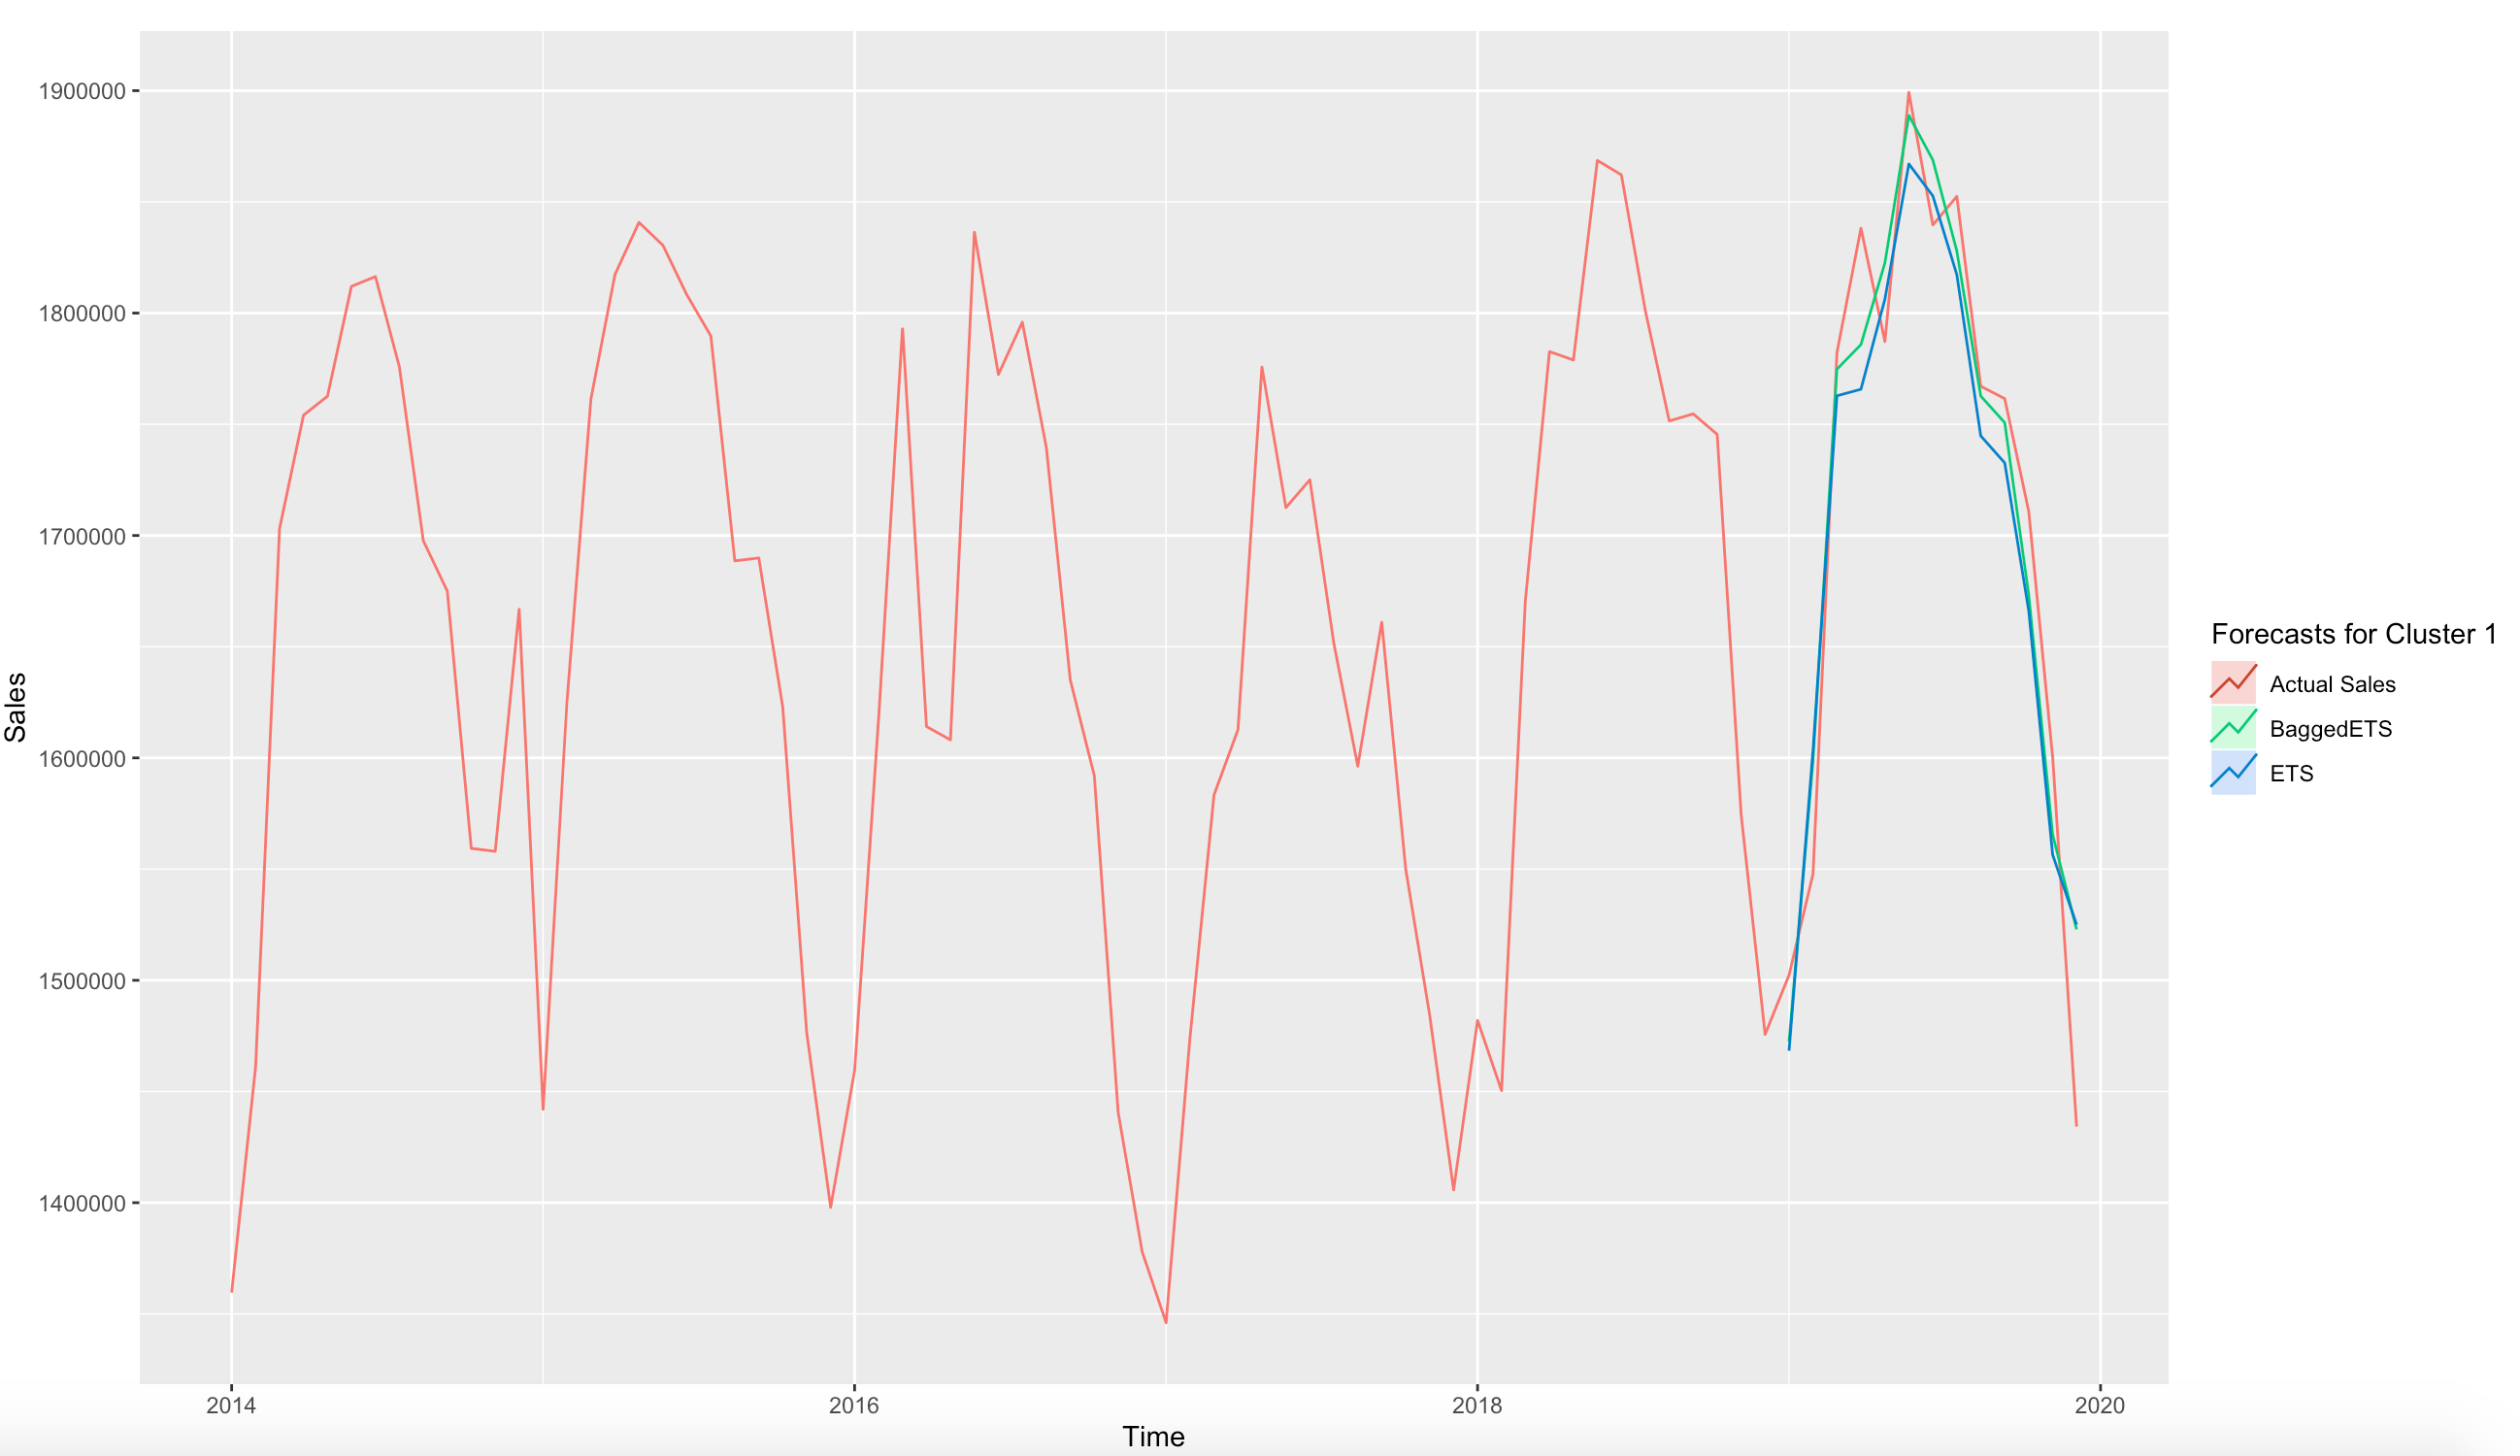 1900000
1800000
1700000
1600000
1500000
1400000
Sales
2014
2016
2018
2020
Time
Forecasts for Cluster 1
Actual Sales
BaggedETS
ETS